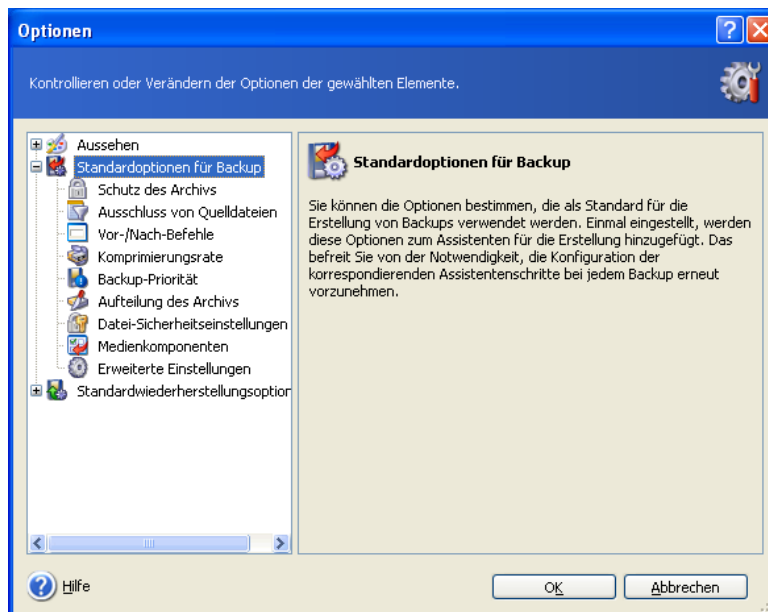 Optionen
Kontrollieren oder Verändern der Optionen der gewählten Elemente.
Aussehen
Standardoptionen für Backup
Schutz des Archivs
Ausschluss von Quelldateien
Vor-/Nach-Befehle
Komprimierungsrate
Backup-Priorität
Aufteilung des Archivs
Datei-Sicherheitseinstellungen
Medienkomponenten
Erweiterte Einstellungen
Standardwiederherstellungsoption
Standardoptionen für Backup
Sie können die Optionen bestimmen, die als Standard für die
Erstellung von Backups verwendet werden. Einmal eingestellt, werden
diese Optionen zum Assistenten für die Erstellung hinzugefügt. Das
befreit Sie von der Notwendigkeit, die Konfiguration der
korrespondierenden Assistentenschritte bei jedem Backup erneut
vorzunehmen.
Hilfe
OK
Abbrechen